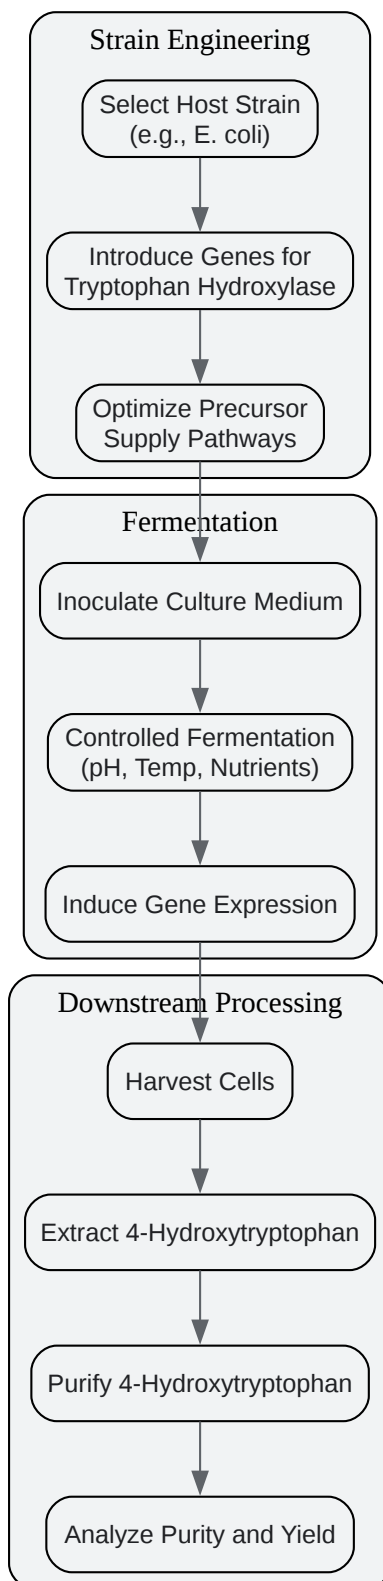 Strain Engineering
Select Host Strain
(e.g., E. coli)
Introduce Genes for
Tryptophan Hydroxylase
Optimize Precursor
Supply Pathways
Fermentation
Inoculate Culture Medium
Controlled Fermentation
(pH, Temp, Nutrients)
Induce Gene Expression
Downstream Processing
Harvest Cells
Extract 4-Hydroxytryptophan
Purify 4-Hydroxytryptophan
Analyze Purity and Yield